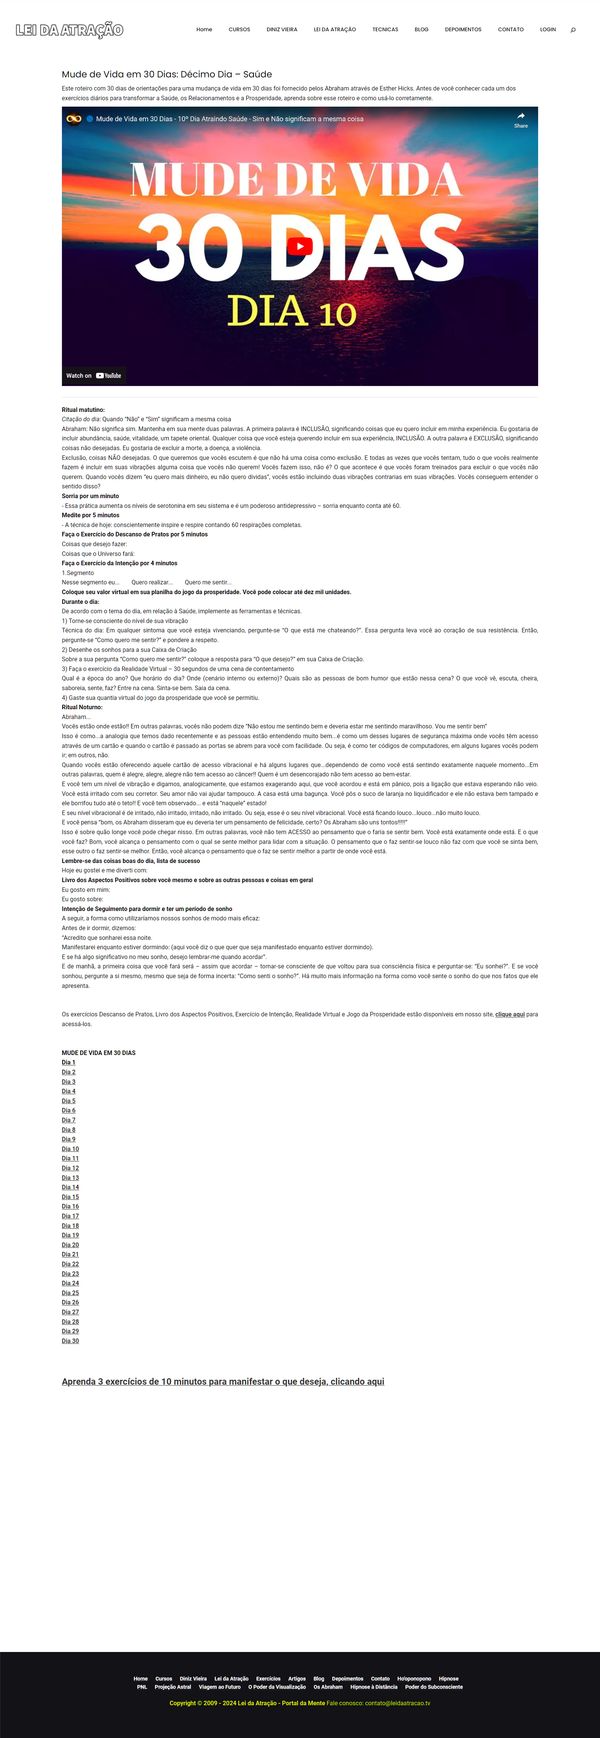 LEI DA ATRAÇÃO
Home CURSOS DINIZ VIEIRA LEI DA ATRAÇÃO TECNICAS BLOG DEPOIMENTOS CONTATO LOGIN
Mude de Vida em 30 Dias: Décimo Dia – Saúde
Este roteiro com 30 dias de orientações para uma mudança de vida em 30 dias foi fornecido pelos Abraham através de Esther Hicks. Antes de você conhecer cada um dos
exercícios diários para transformar a Saúde, os Relacionamentos e a Prosperidade, aprenda sobre esse roteiro e como usá-lo corretamente.
Mude de Vida em 30 Dias - 10º Dia Atraindo Saúde - Sim e Não significam a mesma coisa
Share
MUDE DE VIDA
30 DIAS
DIA 10
Watch on YouTube
Ritual matutino:
Citação do dia: Quando "Não" e "Sim" significam a mesma coisa
Abraham: Não significa sim. Mantenha em sua mente duas palavras. A primeira palavra é INCLUSÃO, significando coisas que eu quero incluir em minha experiência. Eu gostaria de
incluir abundância, saúde, vitalidade, um tapete oriental. Qualquer coisa que você esteja querendo incluir em sua experiência, INCLUSÃO. A outra palavra é EXCLUSÃO, significando
coisas não desejadas. Eu gostaria de excluir a morte, a doença, a violência.
Exclusão, coisas NÃO desejadas. O que queremos que vocês escutem é que não há uma coisa como exclusão. E todas as vezes que vocês tentam, tudo o que vocês realmente
fazem é incluir em suas vibrações alguma coisa que vocês não querem! Vocês fazem isso, não é? O que acontece é que vocês foram treinados para excluir o que vocês não
querem. Quando vocês dizem "eu quero mais dinheiro, eu não quero dívidas", vocês estão incluindo duas vibrações contrarias em suas vibrações. Vocês conseguem entender o
sentido disso?
Sorria por um minuto
- Essa prática aumenta os níveis de serotonina em seu sistema e é um poderoso antidepressivo – sorria enquanto conta até 60.
Medite por 5 minutos
- A técnica de hoje: conscientemente inspire e respire contando 60 respirações completas.
Faça o Exercício do Descanso de Pratos por 5 minutos
Coisas que desejo fazer:
Coisas que o Universo fará:
Faça o Exercício da Intenção por 4 minutos
1.Segmento
Nesse segmento eu... Quero realizar... Quero me sentir...
Coloque seu valor virtual em sua planilha do jogo da prosperidade. Você pode colocar até dez mil unidades.
Durante o dia:
De acordo com o tema do dia, em relação à Saúde, implemente as ferramentas e técnicas.
1) Torne-se consciente do nível de sua vibração
Técnica do dia: Em qualquer sintoma que você esteja vivenciando, pergunte-se "O que está me chateando?". Essa pergunta leva você ao coração de sua resistência. Então,
pergunte-se "Como quero me sentir?" e pondere a respeito.
2) Desenhe os sonhos para a sua Caixa de Criação
Sobre a sua pergunta "Como quero me sentir?" coloque a resposta para "O que desejo?" em sua Caixa de Criação.
3) Faça o exercício da Realidade Virtual – 30 segundos de uma cena de contentamento
Qual é a época do ano? Que horário do dia? Onde (cenário interno ou externo)? Quais são as pessoas de bom humor que estão nessa cena? O que você vê, escuta, cheira,
saboreia, sente, faz? Entre na cena. Sinta-se bem. Saia da cena.
4) Gaste sua quantia virtual do jogo da prosperidade que você se permitiu.
Ritual Noturno:
Abraham...
Vocês estão onde estão!! Em outras palavras, vocês não podem dize "Não estou me sentindo bem e deveria estar me sentindo maravilhoso. Vou me sentir bem"
Isso é como...a analogia que temos dado recentemente e as pessoas estão entendendo muito bem...é como um desses lugares de segurança máxima onde vocês têm acesso
através de um cartão e quando o cartão é passado as portas se abrem para você com facilidade. Ou seja, é como ter códigos de computadores, em alguns lugares vocês podem
ir; em outros, não:
Quando vocês estão oferecendo aquele cartão de acesso vibracional e há alguns lugares que...dependendo de como você está sentindo exatamente naquele momento...Em
outras palavras, quem é alegre, alegre, alegre não tem acesso ao câncer!! Quem é um desencorajado não tem acesso ao bem-estar.
E você tem um nível de vibração e digamos, analogicamente, que estamos exagerando aqui, que você acordou e está em pânico, pois a ligação que estava esperando não veio.
Você está irritado com seu corretor. Seu amor não vai ajudar tampouco. A casa está uma bagunça. Você pôs o suco de laranja no liquidificador e ele não estava bem tampado e
ele borrifou tudo até o teto!! E você tem observado... e está "naquele" estado!
E seu nível vibracional é de irritado, não irritado, irritado, não irritado. Ou seja, esse é o seu nível vibracional. Você está ficando louco...louco...não muito louco.
E você pensa "bom, os Abraham disseram que eu deveria ter um pensamento de felicidade, certo? Os Abraham são uns tontos!!!!!"
Isso é sobre quão longe você pode chegar nisso. Em outras palavras, você não tem ACESSO ao pensamento que o faria se sentir bem. Você está exatamente onde está. E o que
você faz? Bom, você alcança o pensamento com o qual se sente melhor para lidar com a situação. O pensamento que o faz sentir-se louco não faz com que você se sinta bem,
esse outro o faz sentir-se melhor. Então, você alcança o pensamento que o faz se sentir melhor a partir de onde você está.
Lembre-se das coisas boas do dia, lista de sucesso
Hoje eu gostei e me diverti com:
Livro dos Aspectos Positivos sobre você mesmo e sobre as outras pessoas e coisas em geral
Eu gosto em mim:
Eu gosto sobre:
Intenção de Seguimento para dormir e ter um período de sonho
A seguir, a forma como utilizaríamos nossos sonhos de modo mais eficaz:
Antes de ir dormir, dizemos:
"Acredito que sonharei essa noite.
Manifestarei enquanto estiver dormindo: (aqui você diz o que quer que seja manifestado enquanto estiver dormindo).
E se há algo significativo no meu sonho, desejo lembrar-me quando acordar".
E de manhã, a primeira coisa que você fará será – assim que acordar – tornar-se consciente de que voltou para sua consciência física e perguntar-se: "Eu sonhei?". E se você
sonhou, pergunte a si mesmo, mesmo que seja de forma incerta: "Como senti o sonho?". Há muito mais informação na forma como você sente o sonho do que nos fatos que ele
apresenta.
Os exercícios Descanso de Pratos, Livro dos Aspectos Positivos, Exercício de Intenção, Realidade Virtual e Jogo da Prosperidade estão disponíveis em nosso site, clique aqui para
acessá-los.
MUDE DE VIDA EM 30 DIAS
Dia 1
Dia 2
Dia 3
Dia 4
Dia 5
Dia 6
Dia 7
Dia 8
Dia 9
Dia 10
Dia 11
Dia 12
Dia 13
Dia 14
Dia 15
Dia 16
Dia 17
Dia 18
Dia 19
Dia 20
Dia 21
Dia 22
Dia 23
Dia 24
Dia 25
Dia 26
Dia 27
Dia 28
Dia 29
Dia 30
Aprenda 3 exercícios de 10 minutos para manifestar o que deseja, clicando aqui
Home Cursos Diniz Vieira Lei da Atração Exercícios Artigos Blog Depoimentos Contato Ho'oponopono Hipnose
PNL Projeção Astral Viagem ao Futuro O Poder da Visualização Os Abraham Hipnose à Distância Poder do Subconsciente
Copyright © 2009 - 2024 Lei da Atração - Portal da Mente Fale conosco: contato@leidaatracao.tv